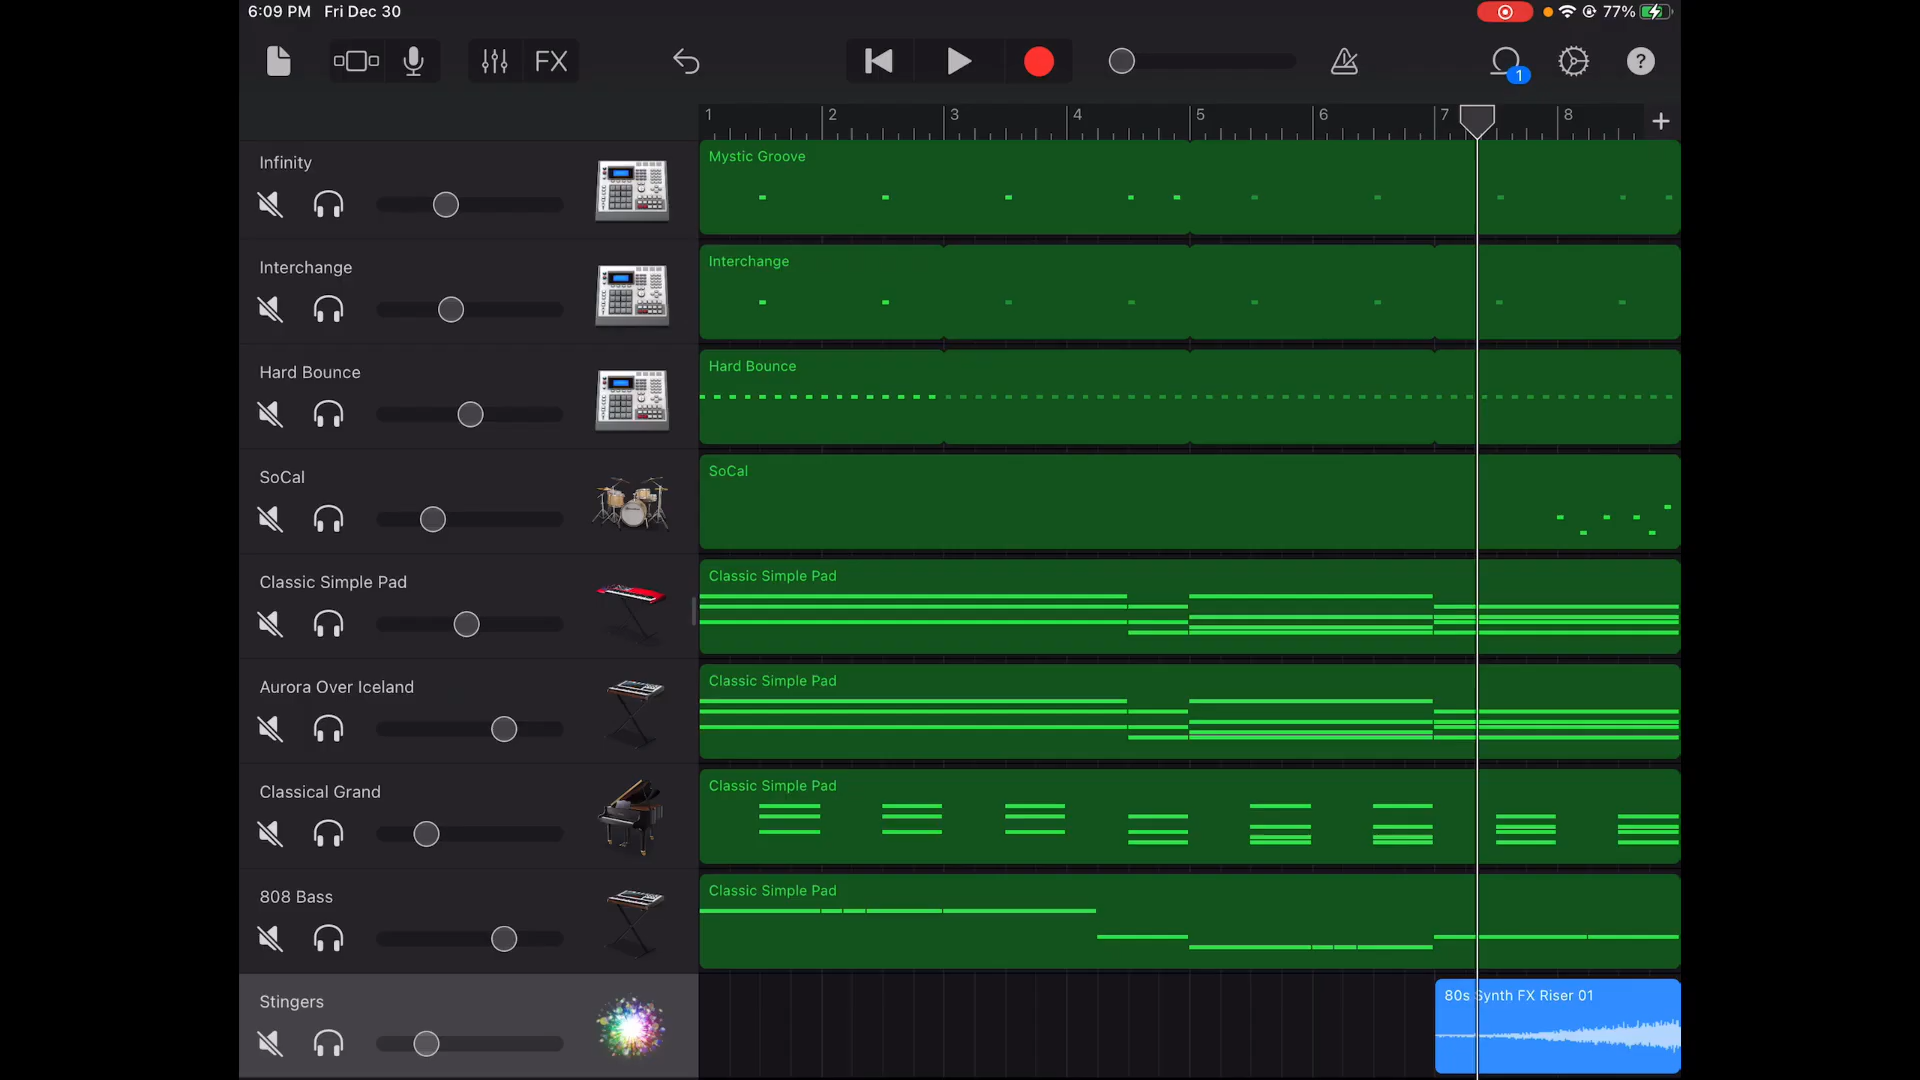 6:09 PM Fri Dec 30
77%
FX
1
?
1 2 3 4 5 6 7 8 +
Infinity
Mystic Groove
Interchange
Interchange
Hard Bounce
Hard Bounce
SoCal
SoCal
Classic Simple Pad
Classic Simple Pad
Aurora Over Iceland
Classic Simple Pad
Classical Grand
Classic Simple Pad
808 Bass
Classic Simple Pad
Stingers
80s Synth FX Riser 01